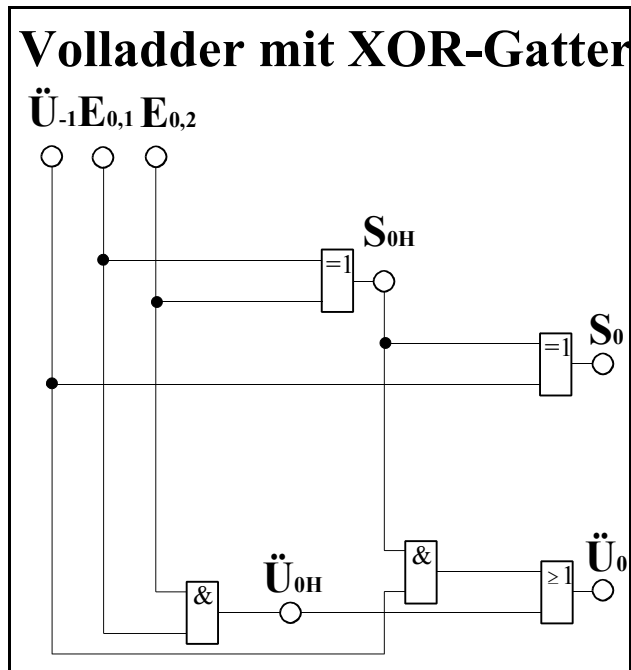 Volladder mit XOR-Gatter
Ü-1 E0,1 E0,2
S0H
=1
S0
=1
&
Ü0
≥1
Ü0H
&